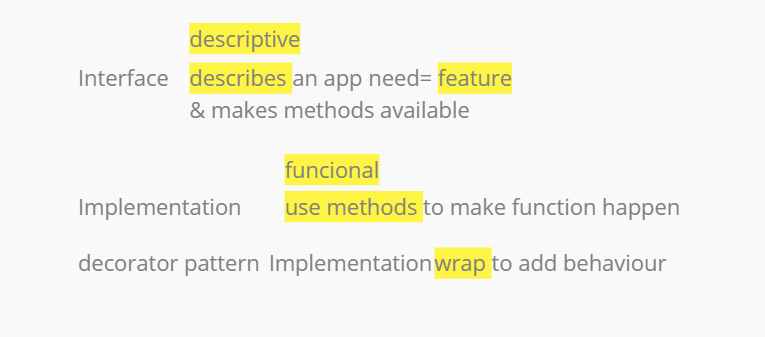 descriptive
Interface describes an app need= feature
& makes methods available
funcional
Implementation use methods to make function happen
decorator pattern Implementation wrap to add behaviour